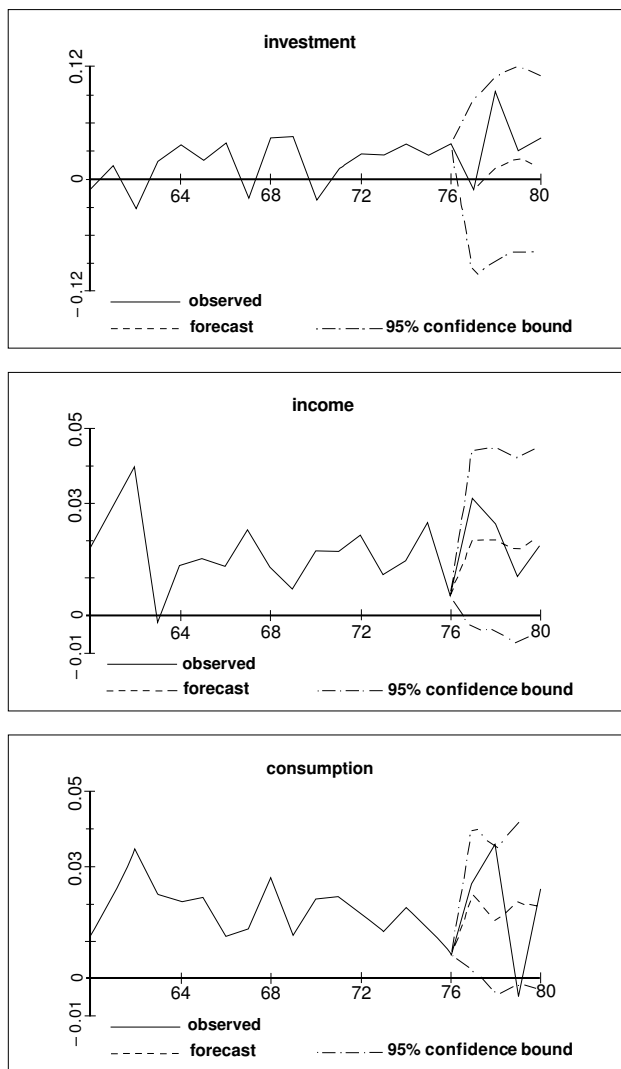 investment
0.12
0
64
68
72
76
80
−0.12
observed
forecast
95% confidence bound
income
0.05
0.03
0
64
68
72
76
80
−0.01
observed
forecast
95% confidence bound
consumption
0.05
0.03
0
64
68
72
76
80
−0.01
observed
forecast
95% confidence bound